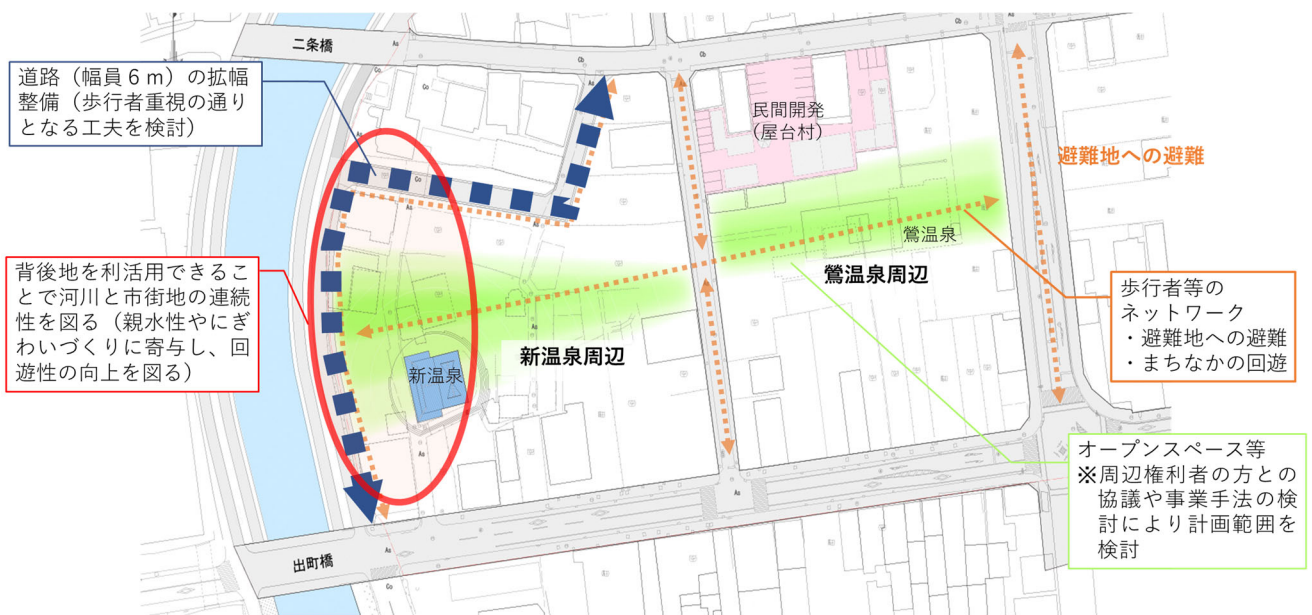 二条橋
道路（幅員６ｍ）の拡幅
整備（歩行者重視の通り
となる工夫を検討）
民間開発
（屋台村）
避難地への避難
鶯温泉
鶯温泉周辺
背後地を利活用できるこ
とで河川と市街地の連続
性を図る（親水性やにぎ
わいづくりに寄与し、回
遊性の向上を図る）
新温泉周辺
新温泉
歩行者等の
ネットワーク
・避難地への避難
・まちなかの回遊
オープンスペース等
※周辺権利者の方との
協議や事業手法の検
討により計画範囲を
検討
出町橋